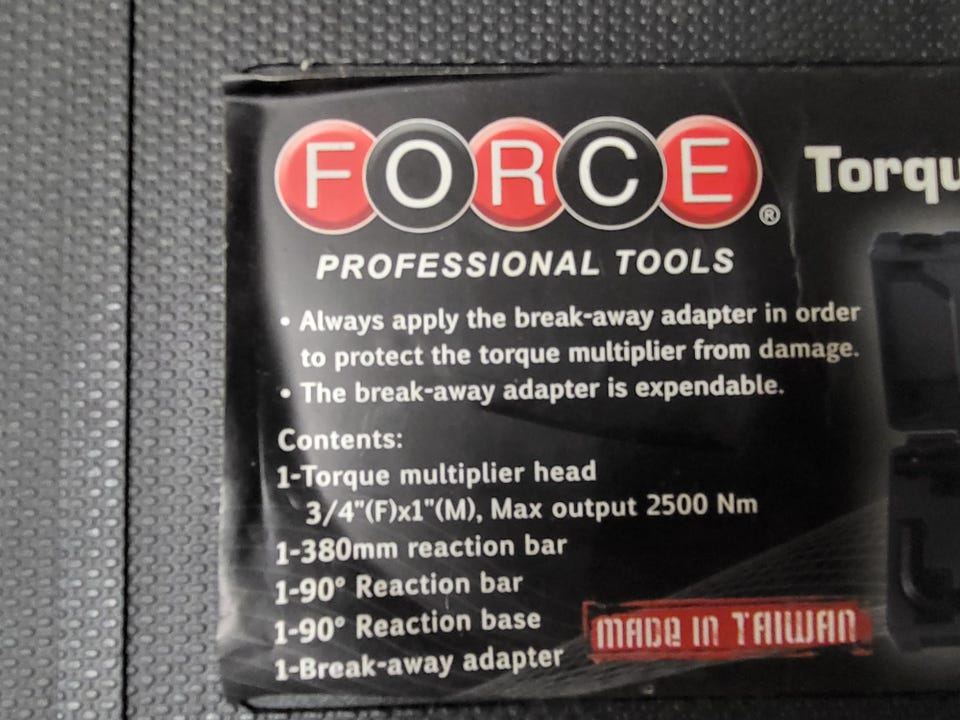 FORCE®
Torqu
PROFESSIONAL TOOLS
• Always apply the break-away adapter in order
to protect the torque multiplier from damage.
• The break-away adapter is expendable.
Contents:
1-Torque multiplier head
3/4"(F)x1"(M), Max output 2500 Nm
1-380mm reaction bar
1-90° Reaction bar
1-90° Reaction base
1-Break-away adapter
MADE IN TAIWAN